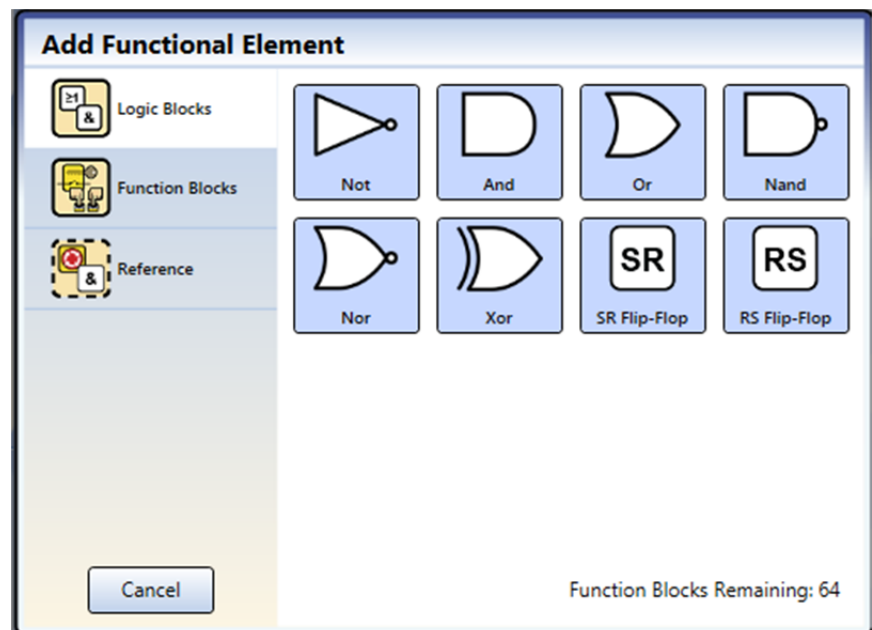 Add Functional Element
≥1
&
Logic Blocks
Function Blocks
&
Reference
Not
And
Or
Nand
SR
RS
Nor
Xor
SR Flip-Flop
RS Flip-Flop
Cancel
Function Blocks Remaining: 64